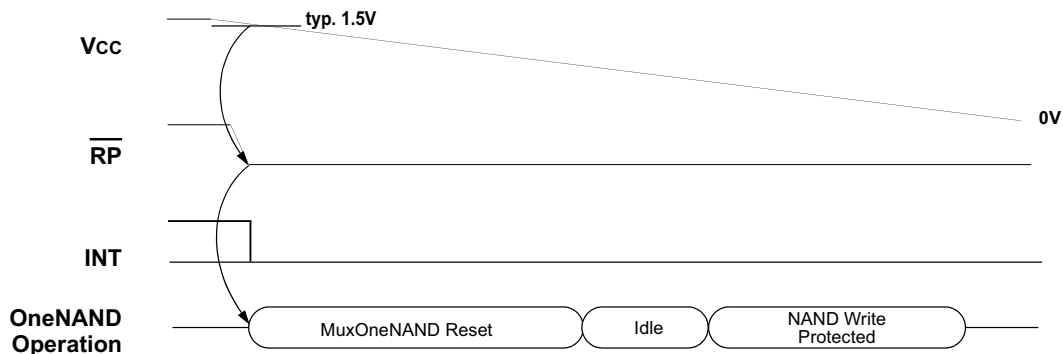 typ. 1.5V
Vcc
0V
RP
INT
OneNAND
Operation
MuxOneNAND Reset
Idle
NAND Write
Protected